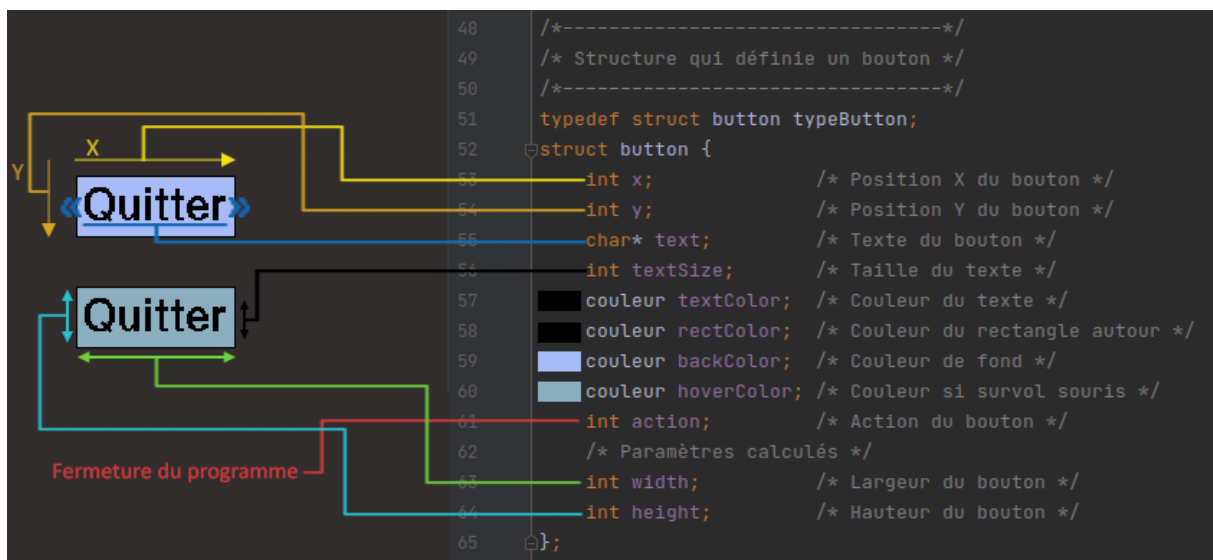 48 /*---------------------------------*/
49 /* Structure qui définie un bouton */
50 /*---------------------------------*/
51 typedef struct button typeButton;
52 struct button {
53 int x; /* Position X du bouton */
54 int y; /* Position Y du bouton */
55 char* text; /* Texte du bouton */
56 int textSize; /* Taille du texte */
57 couleur textColor; /* Couleur du texte */
58 couleur rectColor; /* Couleur du rectangle autour */
59 couleur backColor; /* Couleur de fond */
60 couleur hoverColor; /* Couleur si survol souris */
61 int action; /* Action du bouton */
62 /* Paramètres calculés */
63 int width; /* Largeur du bouton */
64 int height; /* Hauteur du bouton */
65 };
X
Y
«Quitter»
Quitter
Fermeture du programme